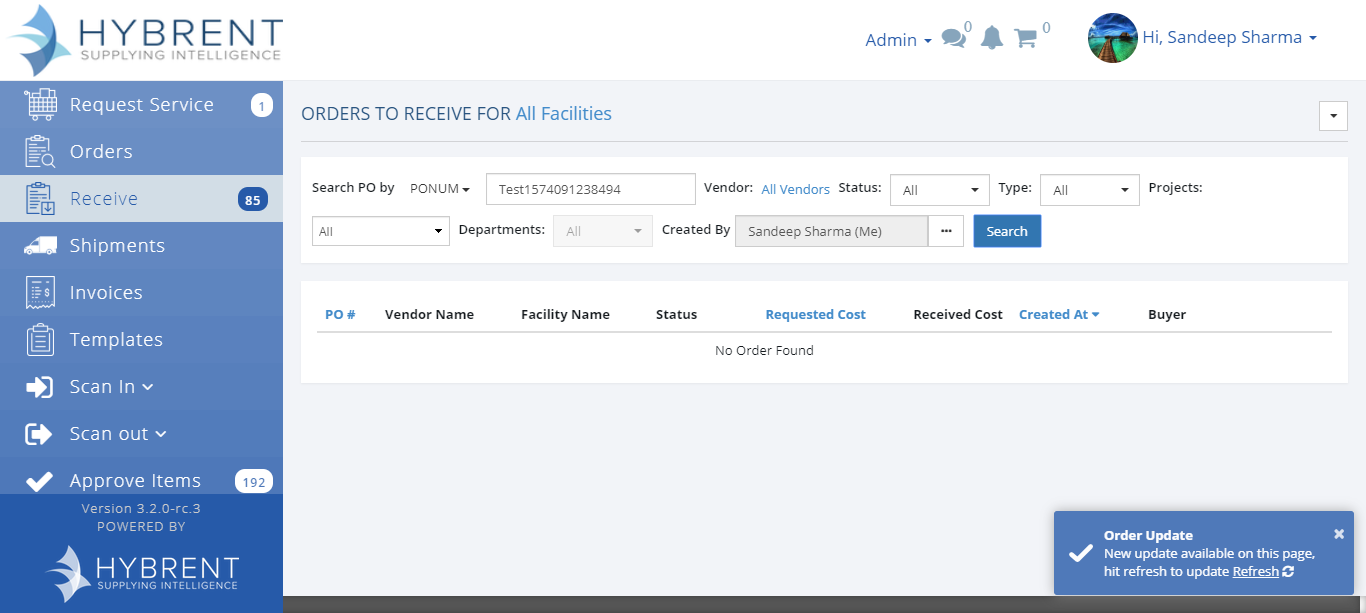 HYBRENT
SUPPLYING INTELLIGENCE
Admin 0 0 Hi, Sandeep Sharma
Request Service 1
Orders
Receive 85
Shipments
Invoices
Templates
Scan In
Scan out
Approve Items 192
Version 3.2.0-rc.3
POWERED BY
HYBRENT
SUPPLYING INTELLIGENCE
ORDERS TO RECEIVE FOR All Facilities
Search PO by PONUM Test1574091238494 Vendor: All Vendors Status: All Type: All Projects:
All Departments: All Created By Sandeep Sharma (Me) ... Search
PO # Vendor Name Facility Name Status Requested Cost Received Cost Created At Buyer
No Order Found
Order Update
New update available on this page,
hit refresh to update Refresh